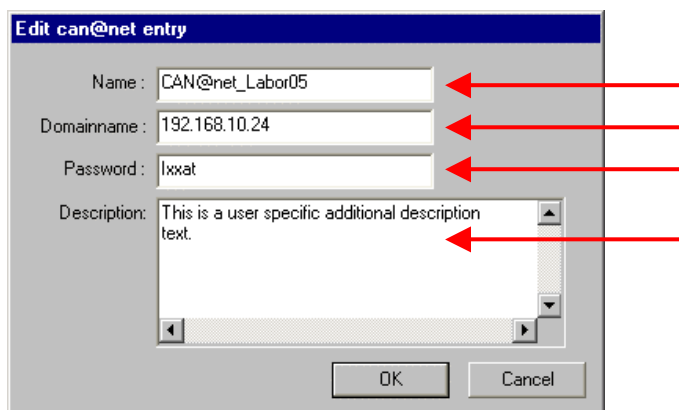 Edit can@net entry
Name : CAN@net_Labor05
Domainname : 192.168.10.24
Password : Ixxat
Description: This is a user specific additional description
text.
OK Cancel